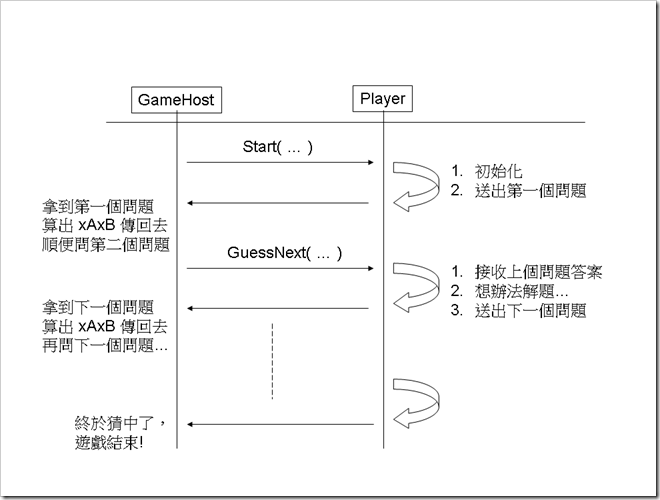 GameHost
Player
Start( … )
1. 初始化
2. 送出第一個問題
拿到第一個問題
算出 xAxB 傳回去
順便問第二個問題
GuessNext( … )
1. 接收上個問題答案
2. 想辦法解題…
3. 送出下一個問題
拿到下一個問題
算出 xAxB 傳回去
再問下一個問題…
終於猜中了，
遊戲結束!